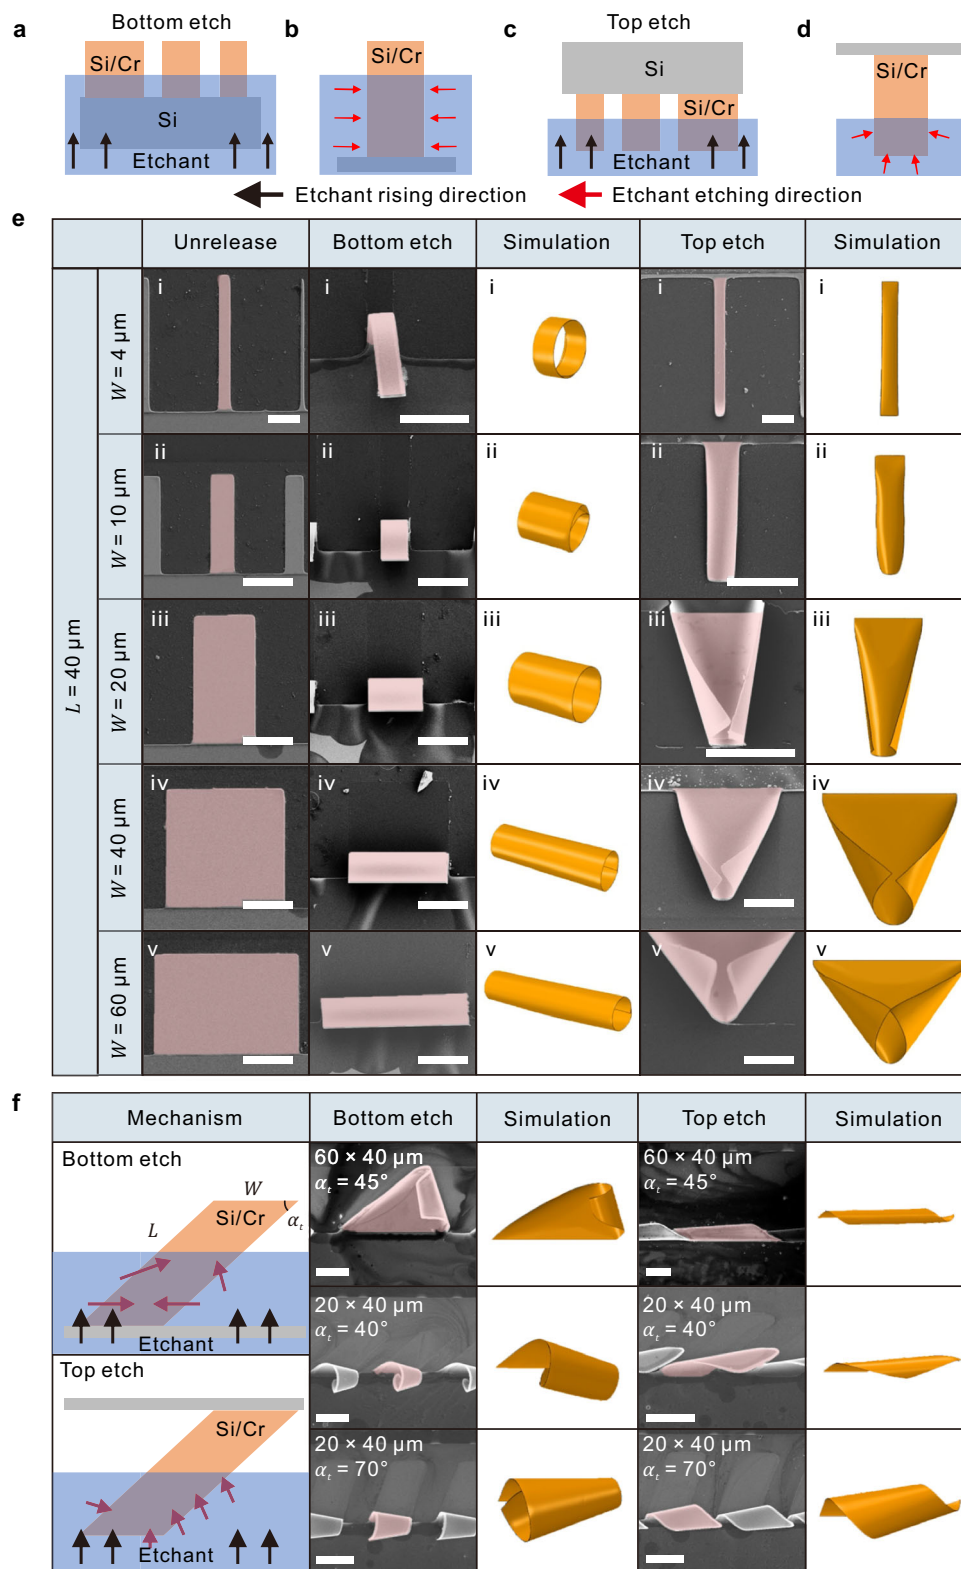 a
Bottom etch
Si/Cr
Si
Etchant
b
Si/Cr
c
Top etch
Si
Si/Cr
Etchant
d
Si/Cr
Etchant rising direction
Etchant etching direction
e
Unrelease
Bottom etch
Simulation
Top etch
Simulation
L = 40 μm
W = 4 μm
i
i
i
i
i
W = 10 μm
ii
ii
ii
ii
ii
W = 20 μm
iii
iii
iii
iii
iii
W = 40 μm
iv
iv
iv
iv
iv
W = 60 μm
v
v
v
v
v
f
Mechanism
Bottom etch
Simulation
Top etch
Simulation
Bottom etch
W
Si/Cr
αt
L
Etchant
Top etch
Si/Cr
Etchant
60 × 40 μm
αt = 45°
60 × 40 μm
αt = 45°
20 × 40 μm
αt = 40°
20 × 40 μm
αt = 40°
20 × 40 μm
αt = 70°
20 × 40 μm
αt = 70°